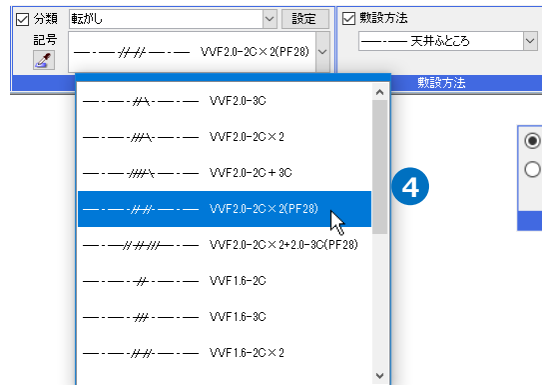 分類 転がし 設定 敷設方法
記号
VVF2.0-2C×2(PF28) 天井ふところ
敷設方法
VVF2.0-3C
VVF2.0-2C×2
VVF2.0-2C+3C
4
VVF2.0-2C×2(PF28)
VVF2.0-2C×2+2.0-3C(PF28)
VVF1.6-2C
VVF1.6-3C
VVF1.6-2C×2